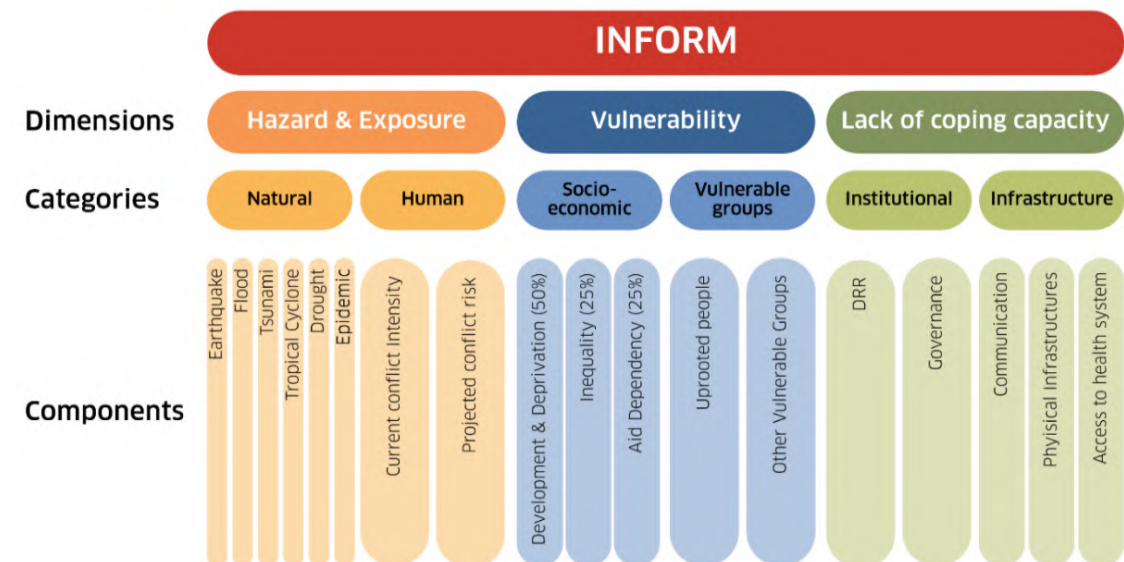 INFORM
Dimensions
Hazard & Exposure
Vulnerability
Lack of coping capacity
Categories
Natural
Human
Socio-
economic
Vulnerable
groups
Institutional
Infrastructure
Components
Earthquake
Flood
Tsunami
Tropical Cyclone
Drought
Epidemic
Current conflict Intensity
Projected conflict risk
Development & Deprivation (50%)
Inequality (25%)
Aid Dependency (25%)
Uprooted people
Other Vulnerable Groups
DRR
Governance
Communication
Phyisical Infrastructures
Access to health system